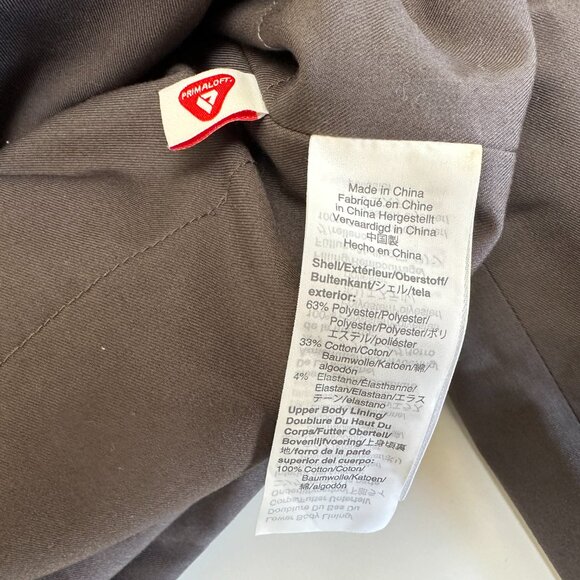 PRIMALOFT
Made in China
Fabriqué en Chine
in China Hergestellt
Vervaardigd in China
中国製
Hecho en China
Shell/Extérieur/Oberstoff/
Buitenkant/シェル/tela
exterior:
63% Polyester/Polyester/
Polyester/Polyester/ポリ
エステル/poliéster
33% Cotton/Coton/
Baumwolle/Katoen/綿/
algodón
4% Elastane/Élasthanne/
Elastan/Elastaan/エラス
テーン/elastano
Upper Body Lining/
Doublure Du Haut Du
Corps/Futter Oberteil/
Bovenlijfvoering/上身頃裏
地/forro de la parte
superior del cuerpo:
100% Cotton/Coton/
Baumwolle/Katoen/
綿/algodón